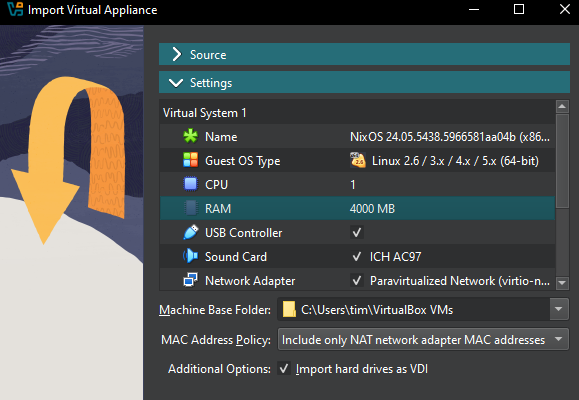 Import Virtual Appliance
Source
Settings
Virtual System 1
Name NixOS 24.05.5438.5966581aa04b (x86...
Guest OS Type Linux 2.6 / 3.x / 4.x / 5.x (64-bit)
CPU 1
RAM 4000 MB
USB Controller
Sound Card ICH AC97
Network Adapter Paravirtualized Network (virtio-n...
Machine Base Folder: C:\Users\tim\VirtualBox VMs
MAC Address Policy: Include only NAT network adapter MAC addresses
Additional Options: Import hard drives as VDI